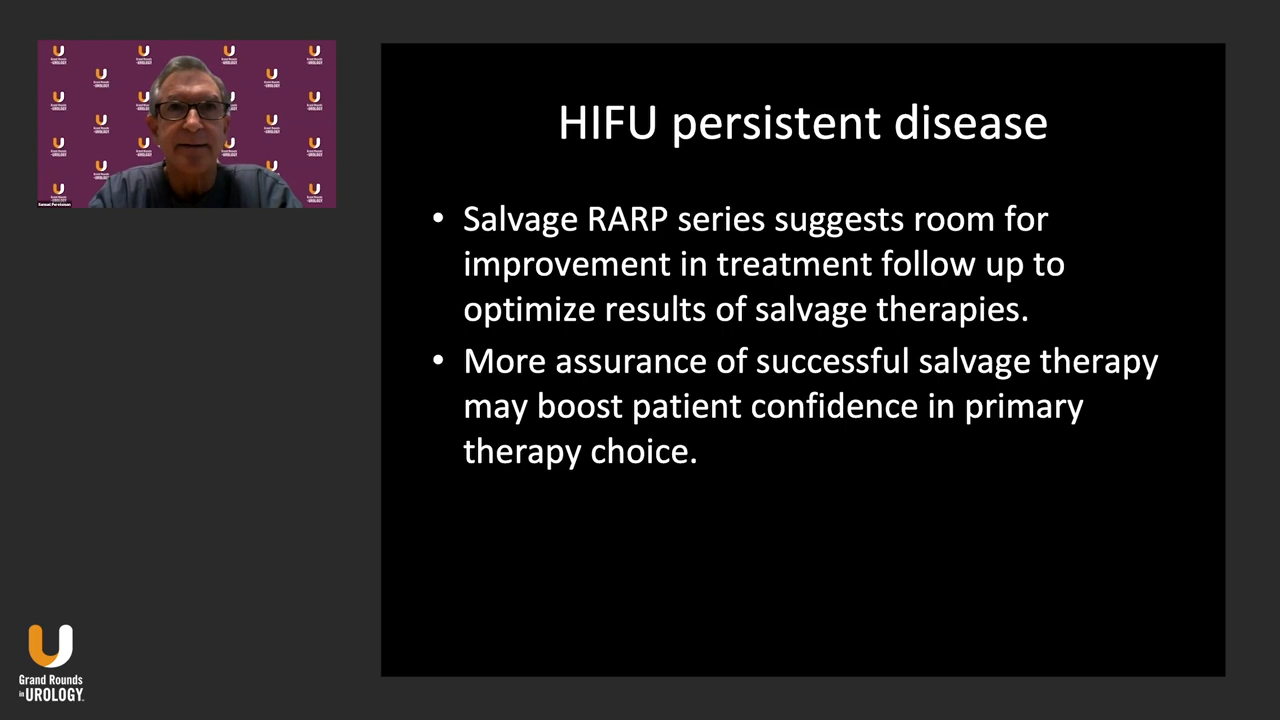 HIFU persistent disease
• Salvage RARP series suggests room for
improvement in treatment follow up to
optimize results of salvage therapies.
• More assurance of successful salvage therapy
may boost patient confidence in primary
therapy choice.
Grand Rounds
in UROLOGY